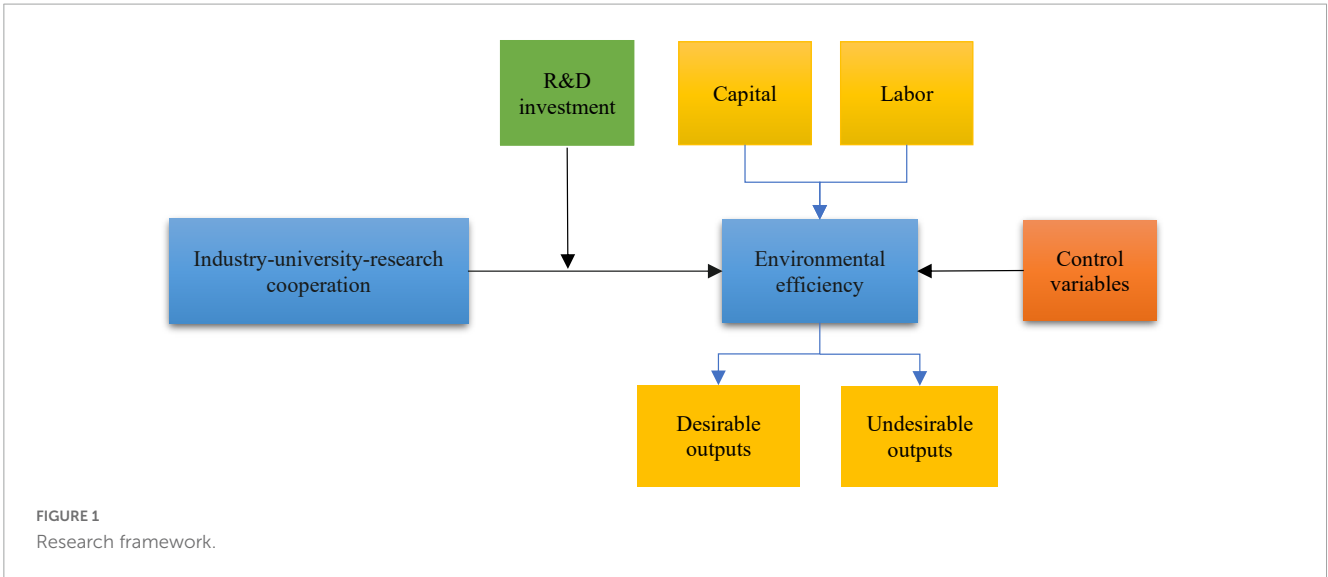 R&D
investment
Capital
Labor
Industry-university-research
cooperation
Environmental
efficiency
Control
variables
Desirable
outputs
Undesirable
outputs
FIGURE 1
Research framework.